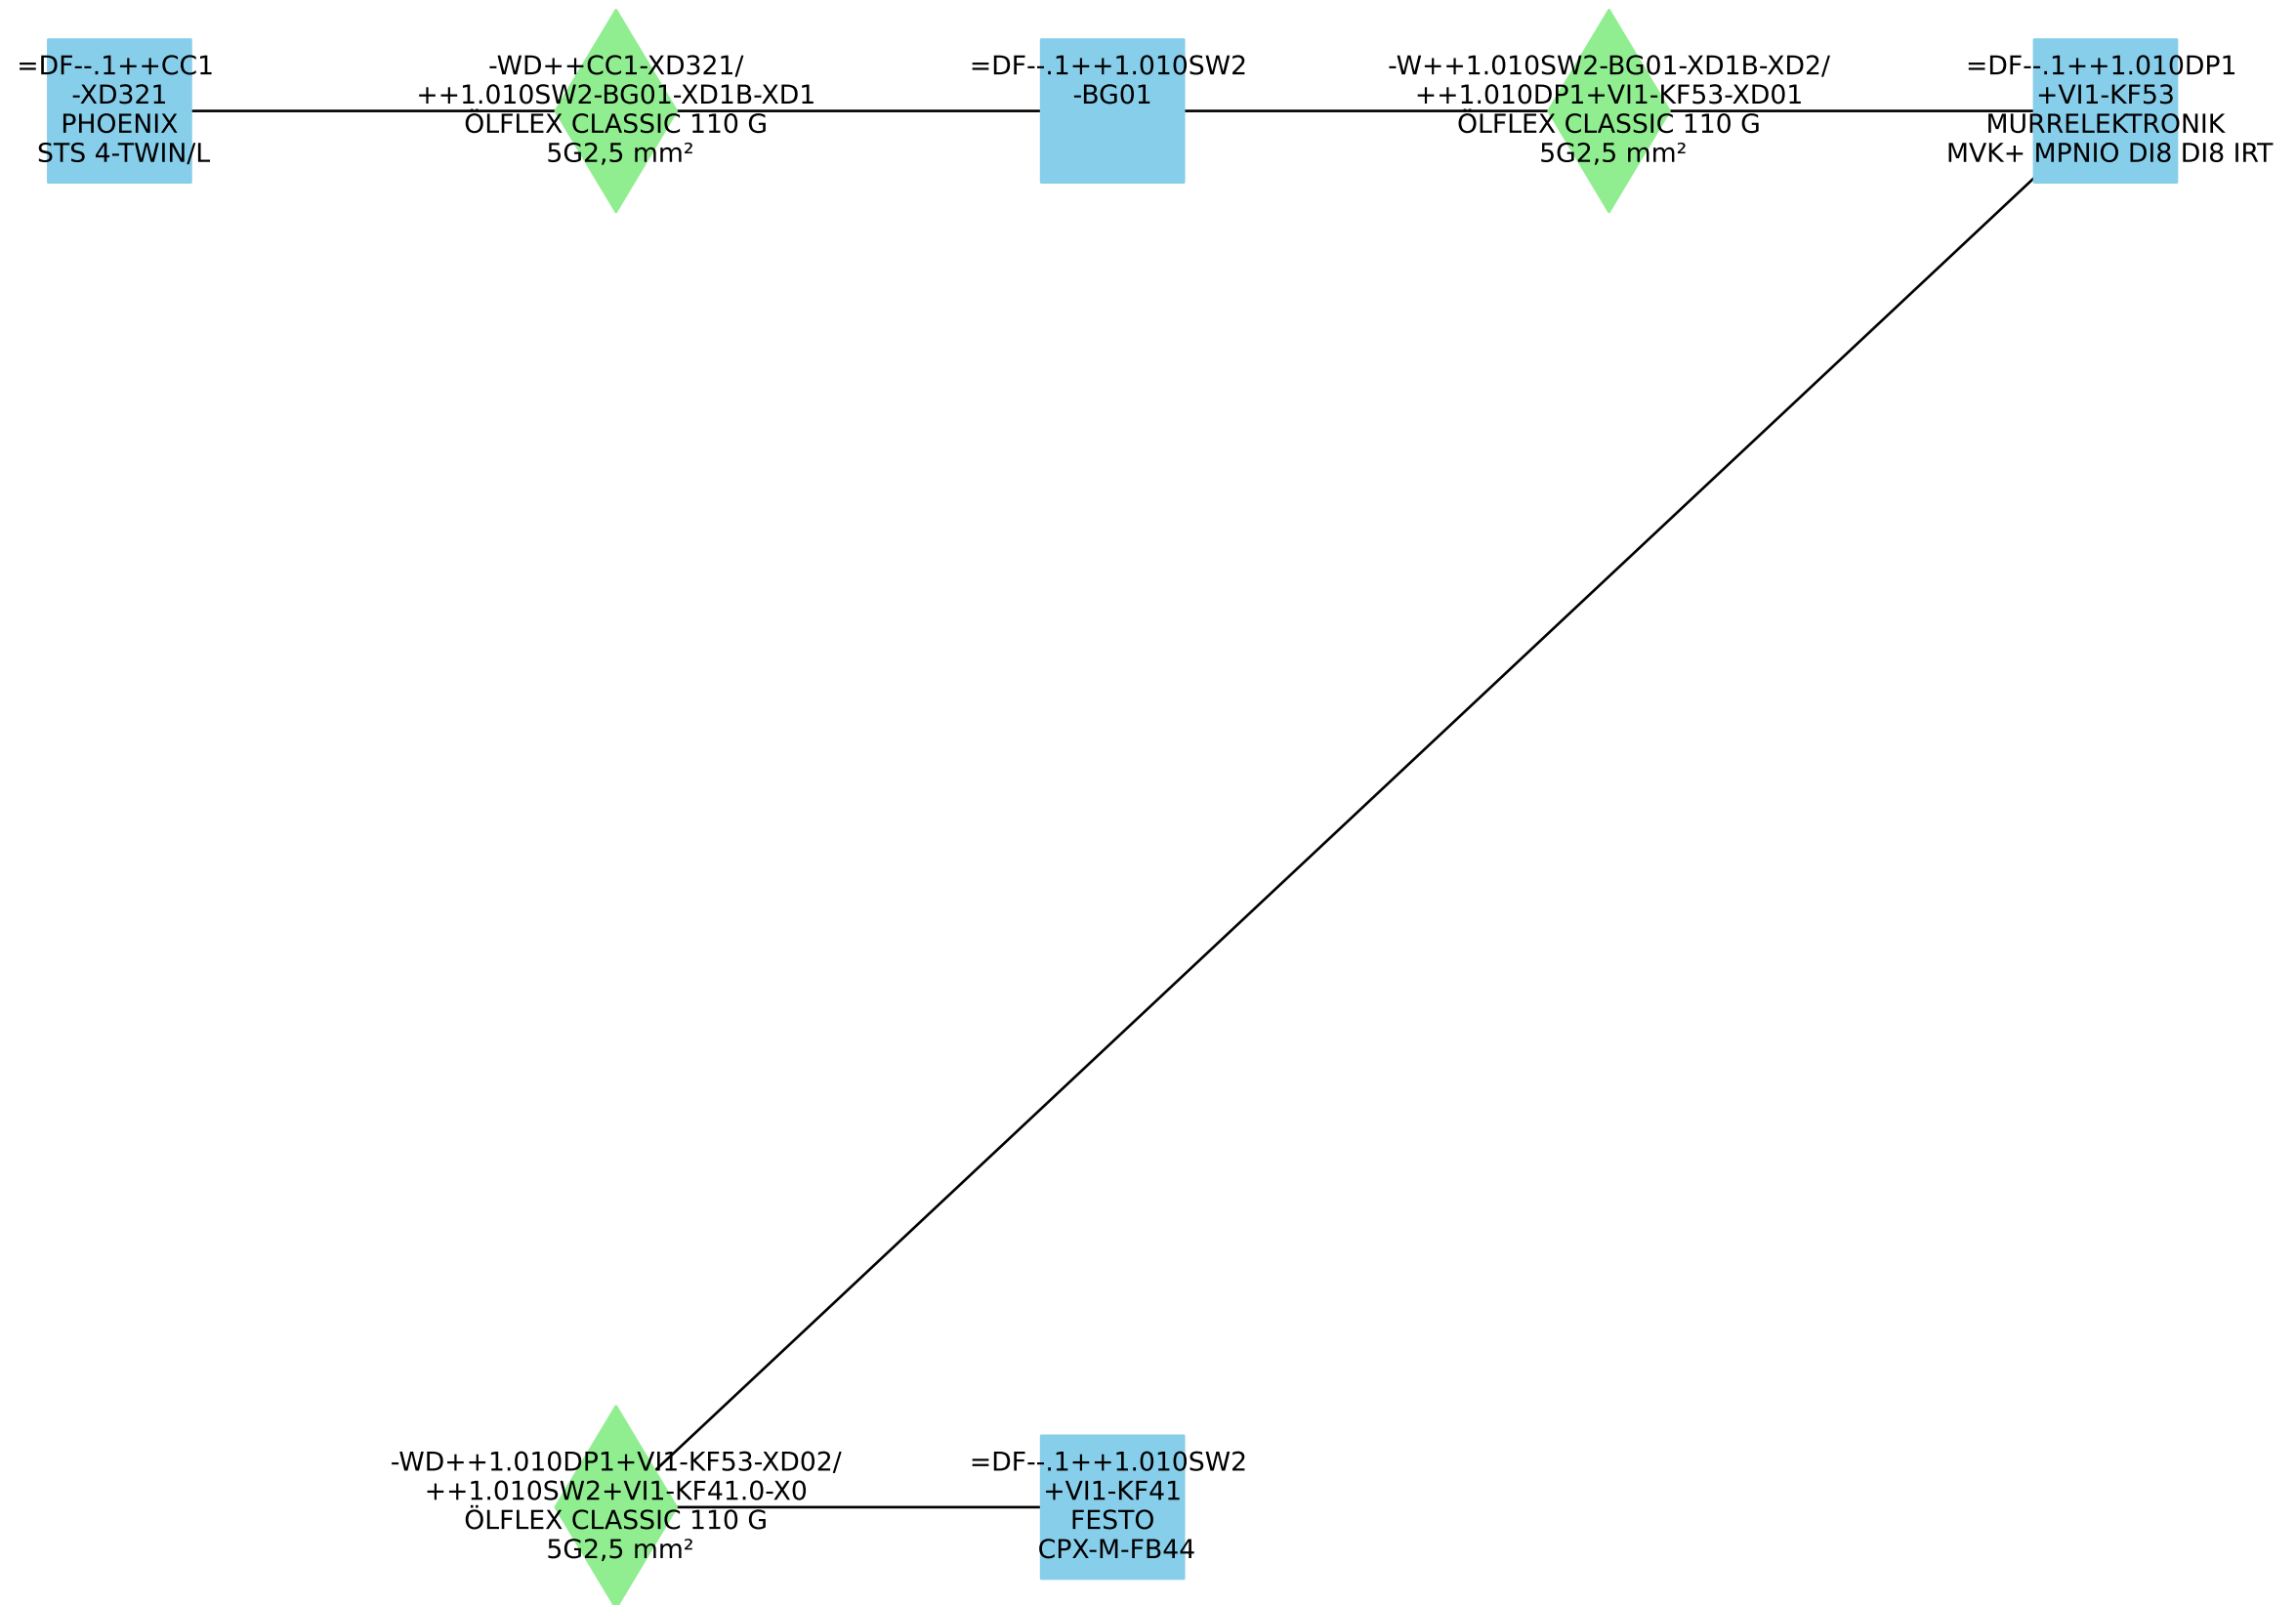 =DF--.1++CC1
-XD321
PHOENIX
STS 4-TWIN/L
-WD++CC1-XD321/
++1.010SW2-BG01-XD1B-XD1
ÖLFLEX CLASSIC 110 G
5G2,5 mm²
=DF--.1++1.010SW2
-BG01
-W++1.010SW2-BG01-XD1B-XD2/
++1.010DP1+VI1-KF53-XD01
ÖLFLEX CLASSIC 110 G
5G2,5 mm²
=DF--.1++1.010DP1
+VI1-KF53
MURRELEKTRONIK
MVK+ MPNIO DI8 DI8 IRT
-WD++1.010DP1+VI1-KF53-XD02/
++1.010SW2+VI1-KF41.0-X0
ÖLFLEX CLASSIC 110 G
5G2,5 mm²
=DF--.1++1.010SW2
+VI1-KF41
FESTO
CPX-M-FB44